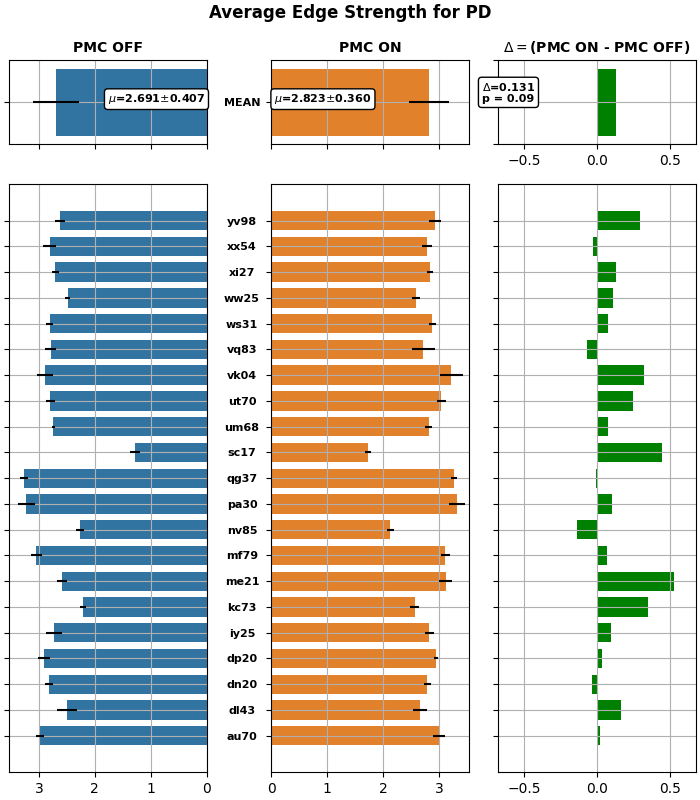 Average Edge Strength for PD
PMC OFF
PMC ON
Δ = (PMC ON - PMC OFF)
μ=2.691±0.407
MEAN
μ=2.823±0.360
Δ=0.131
p = 0.09
−0.5 0.0 0.5
yv98
xx54
xi27
ww25
ws31
vq83
vk04
ut70
um68
sc17
qg37
pa30
nv85
mf79
me21
kc73
iy25
dp20
dn20
dl43
au70
3 2 1 0
0 1 2 3
−0.5 0.0 0.5